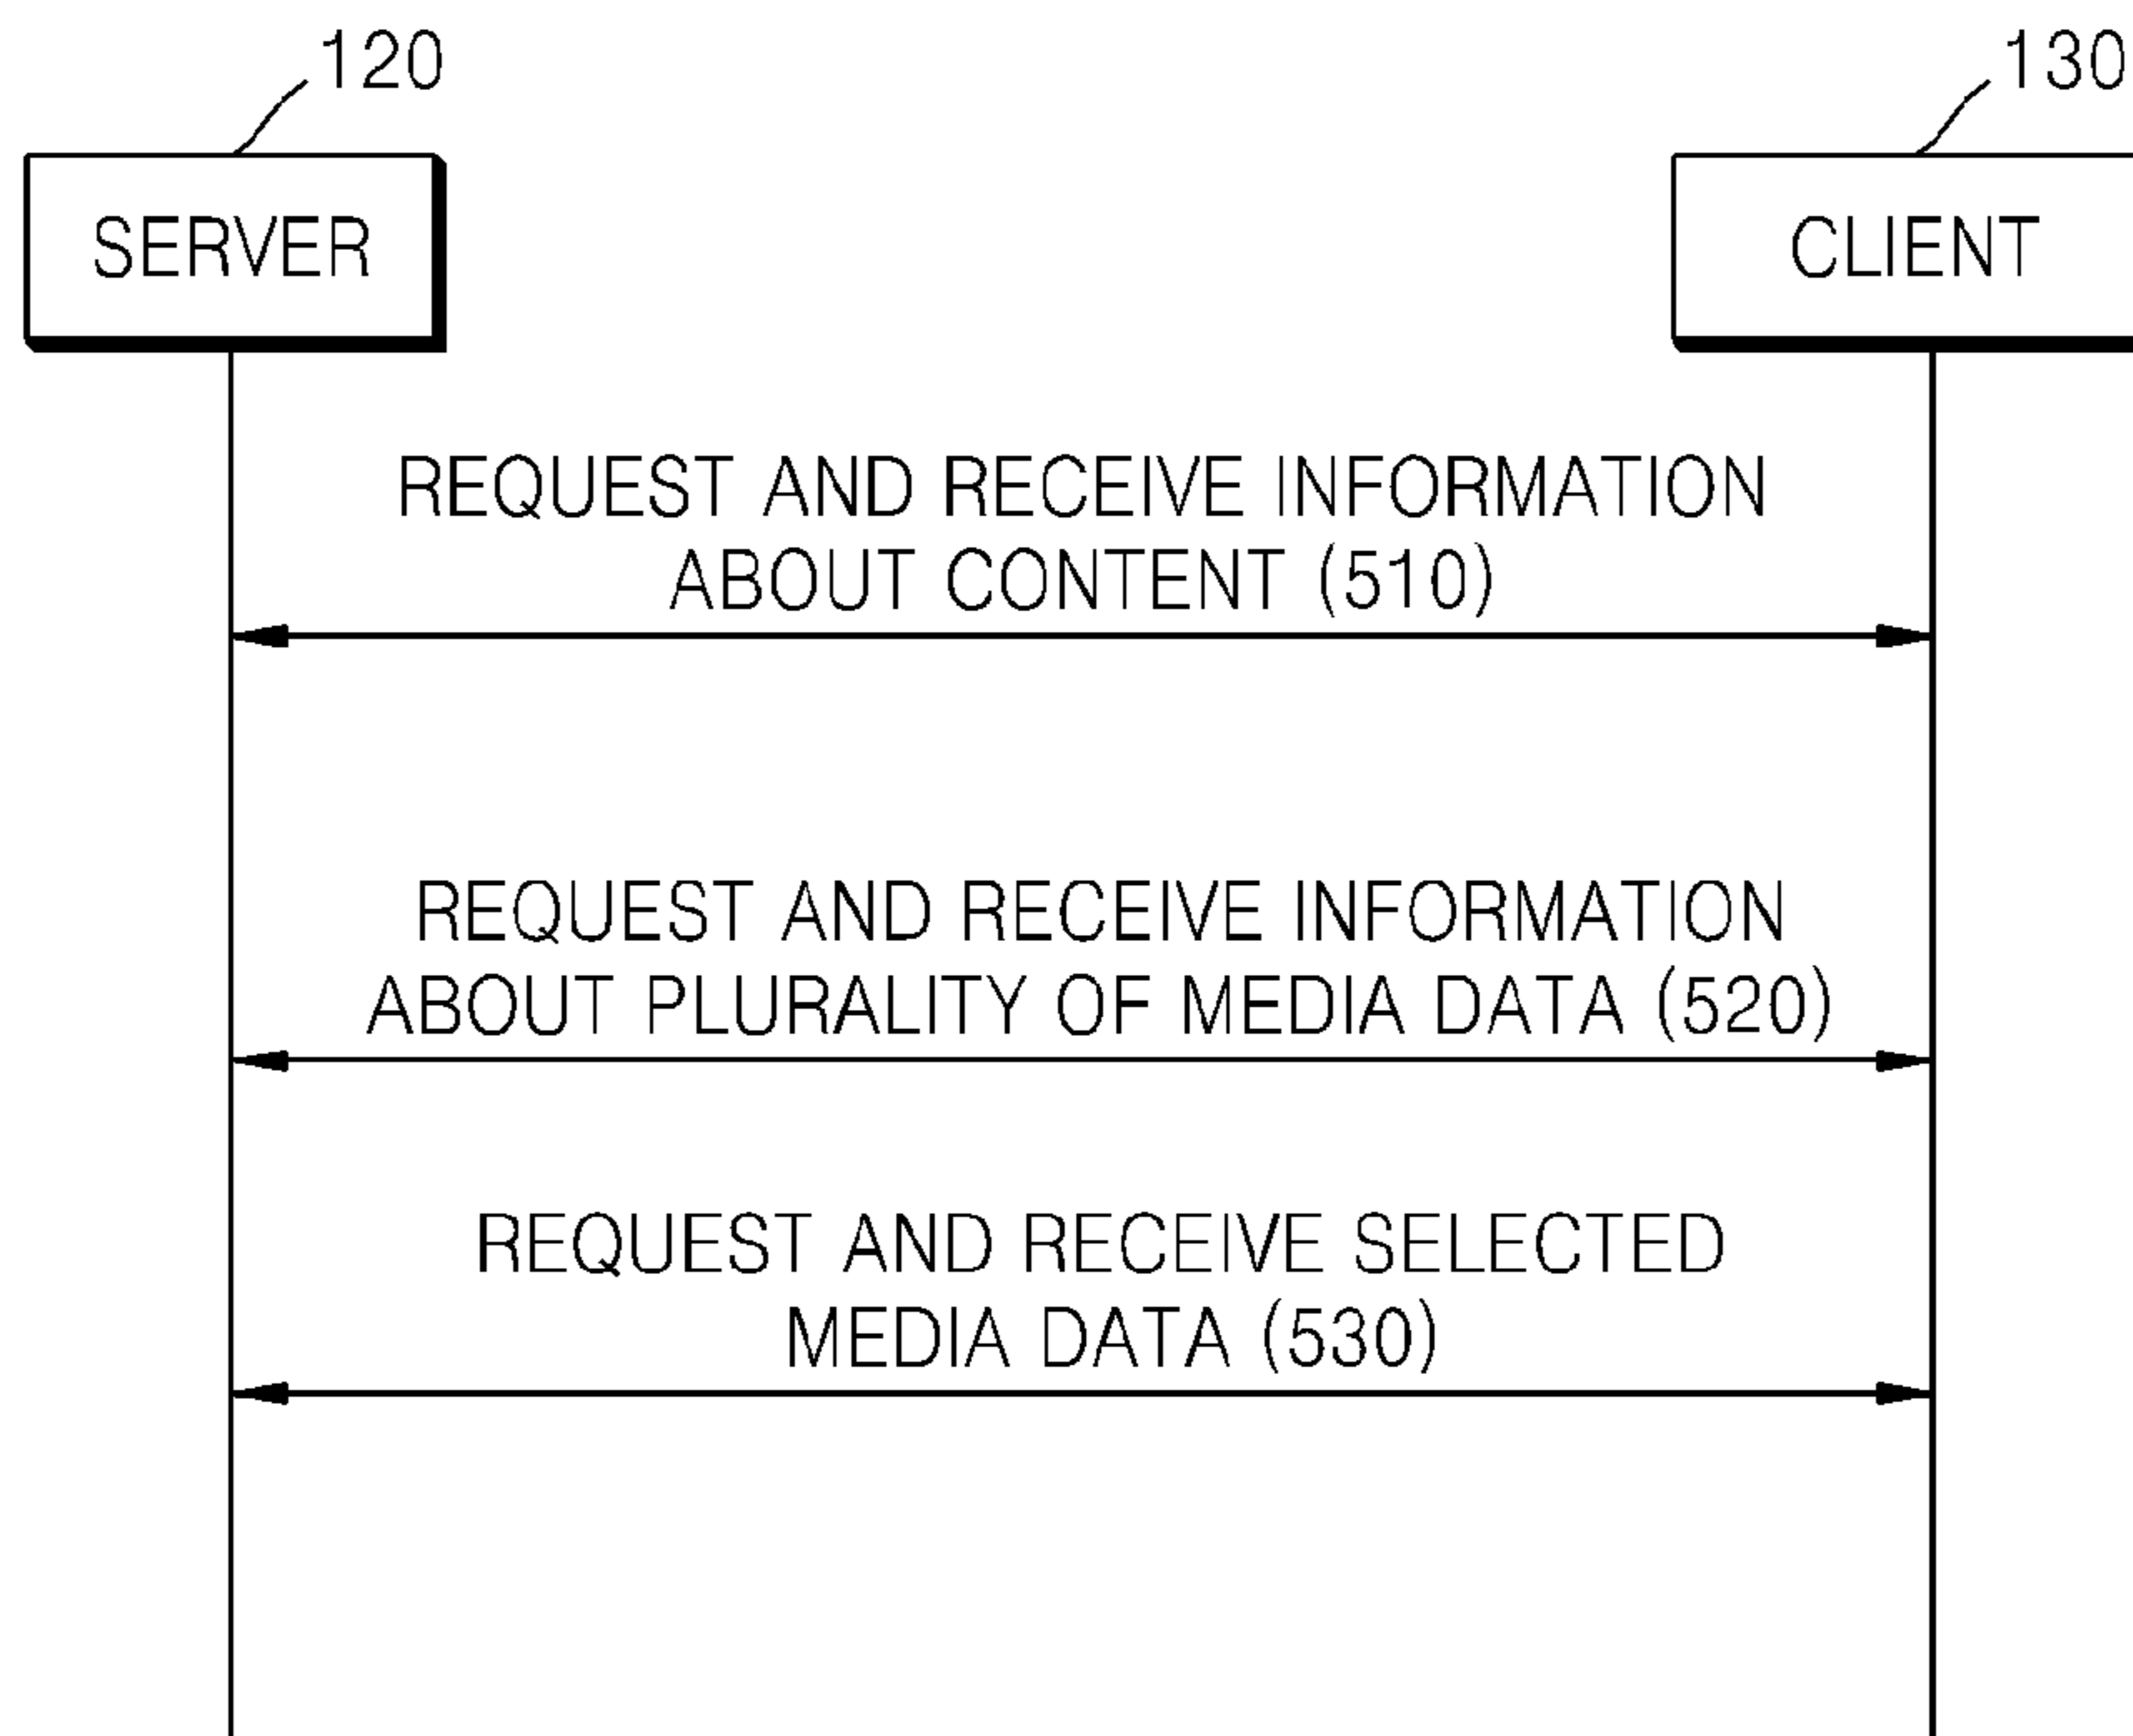 120
130
SERVER
CLIENT
REQUEST AND RECEIVE INFORMATION
ABOUT CONTENT (510)
REQUEST AND RECEIVE INFORMATION
ABOUT PLURALITY OF MEDIA DATA (520)
REQUEST AND RECEIVE SELECTED
MEDIA DATA (530)